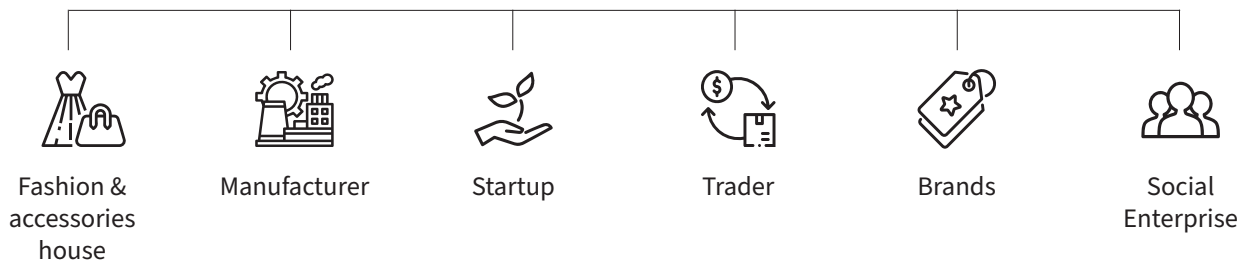 Fashion &
accessories
house
Manufacturer
Startup
$
Trader
Brands
Social
Enterprise